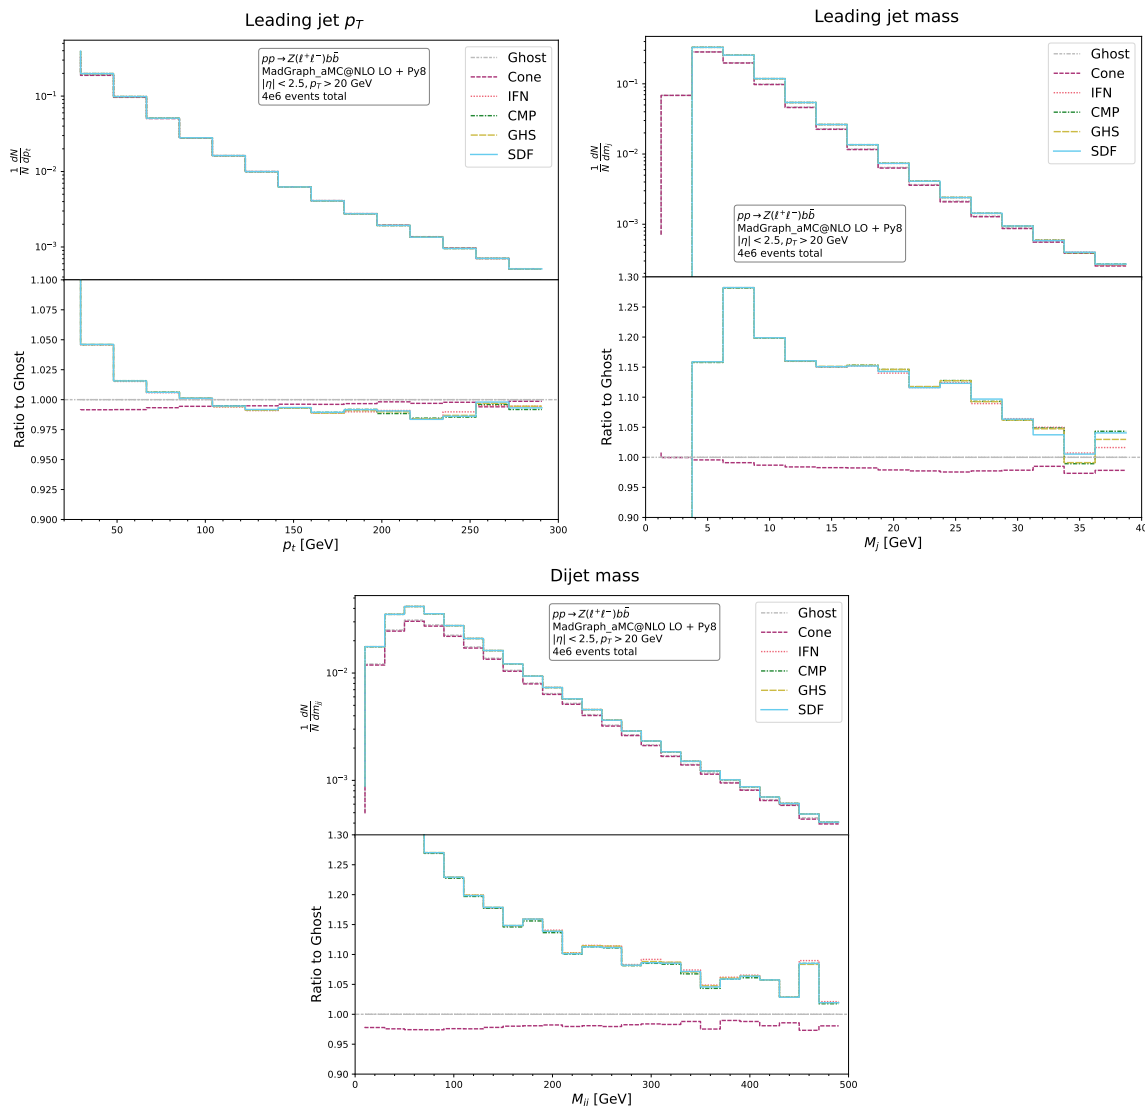 Leading jet p_T
pp → Z(ℓ⁺ℓ⁻)bb̄
MadGraph_aMC@NLO LO + Py8
|η| < 2.5, p_T > 20 GeV
4e6 events total
Ghost
Cone
IFN
CMP
GHS
SDF
1/N dN/dp_t
10⁻¹
10⁻²
10⁻³
1.100
1.075
1.050
1.025
1.000
0.975
0.950
0.925
0.900
Ratio to Ghost
50 100 150 200 250 300
p_t [GeV]
Leading jet mass
Ghost
Cone
IFN
CMP
GHS
SDF
pp → Z(ℓ⁺ℓ⁻)bb̄
MadGraph_aMC@NLO LO + Py8
|η| < 2.5, p_T > 20 GeV
4e6 events total
1/N dN/dm_j
10⁻¹
10⁻²
10⁻³
1.30
1.25
1.20
1.15
1.10
1.05
1.00
0.95
0.90
Ratio to Ghost
0 5 10 15 20 25 30 35 40
M_j [GeV]
Dijet mass
pp → Z(ℓ⁺ℓ⁻)bb̄
MadGraph_aMC@NLO LO + Py8
|η| < 2.5, p_T > 20 GeV
4e6 events total
Ghost
Cone
IFN
CMP
GHS
SDF
1/N dN/dm_jj
10⁻²
10⁻³
1.30
1.25
1.20
1.15
1.10
1.05
1.00
0.95
0.90
Ratio to Ghost
0 100 200 300 400 500
M_jj [GeV]